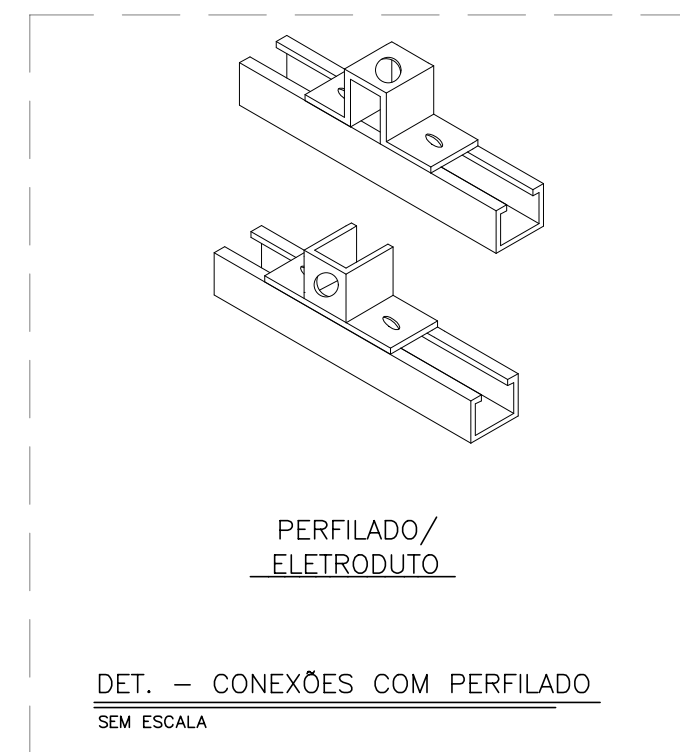 PERFILADO/
ELETRODUTO
DET. – CONEXÕES COM PERFILADO
SEM ESCALA